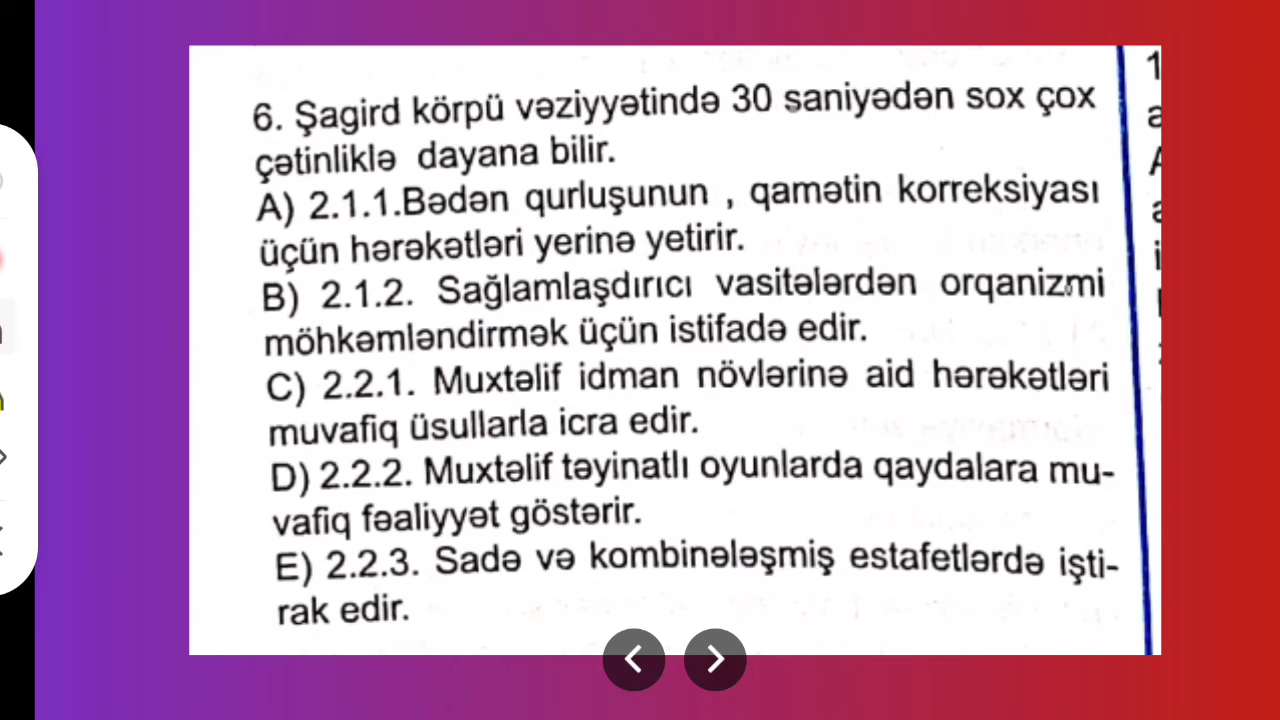 6. Şagird körpü vəziyyətində 30 saniyədən sox çox
çətinliklə dayana bilir.
A) 2.1.1.Bədən qurluşunun , qamətin korreksiyası
üçün hərəkətləri yerinə yetirir.
B) 2.1.2. Sağlamlaşdırıcı vasitələrdən orqanizmi
möhkəmləndirmək üçün istifadə edir.
C) 2.2.1. Muxtəlif idman növlərinə aid hərəkətləri
muvafiq üsullarla icra edir.
D) 2.2.2. Muxtəlif təyinatlı oyunlarda qaydalara mu-
vafiq fəaliyyət göstərir.
E) 2.2.3. Sadə və kombinələşmiş estafetlərdə işti-
rak edir.